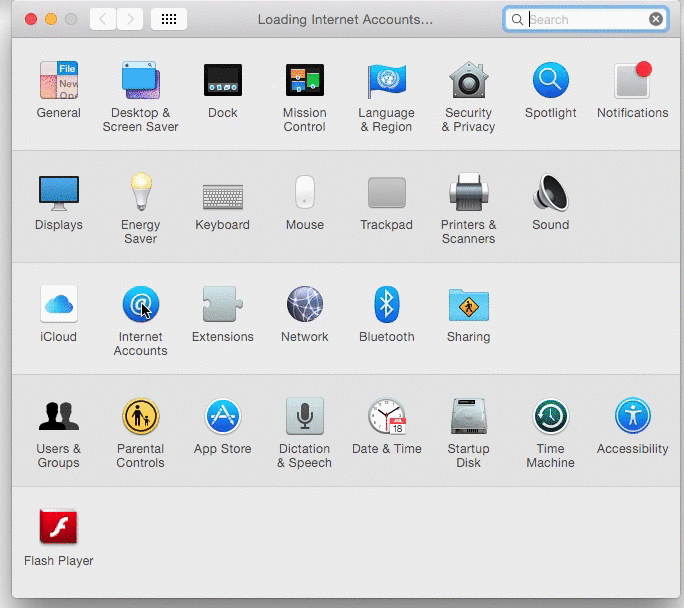 Loading Internet Accounts...
Search
File
New
Ope
General
Desktop &
Screen Saver
Dock
Mission
Control
Language
& Region
Security
& Privacy
Spotlight
Notifications
Displays
Energy
Saver
Keyboard
Mouse
Trackpad
Printers &
Scanners
Sound
iCloud
Internet
Accounts
Extensions
Network
Bluetooth
Sharing
Users &
Groups
Parental
Controls
App Store
Dictation
& Speech
JUL
18
Date & Time
Startup
Disk
Time
Machine
Accessibility
Flash Player